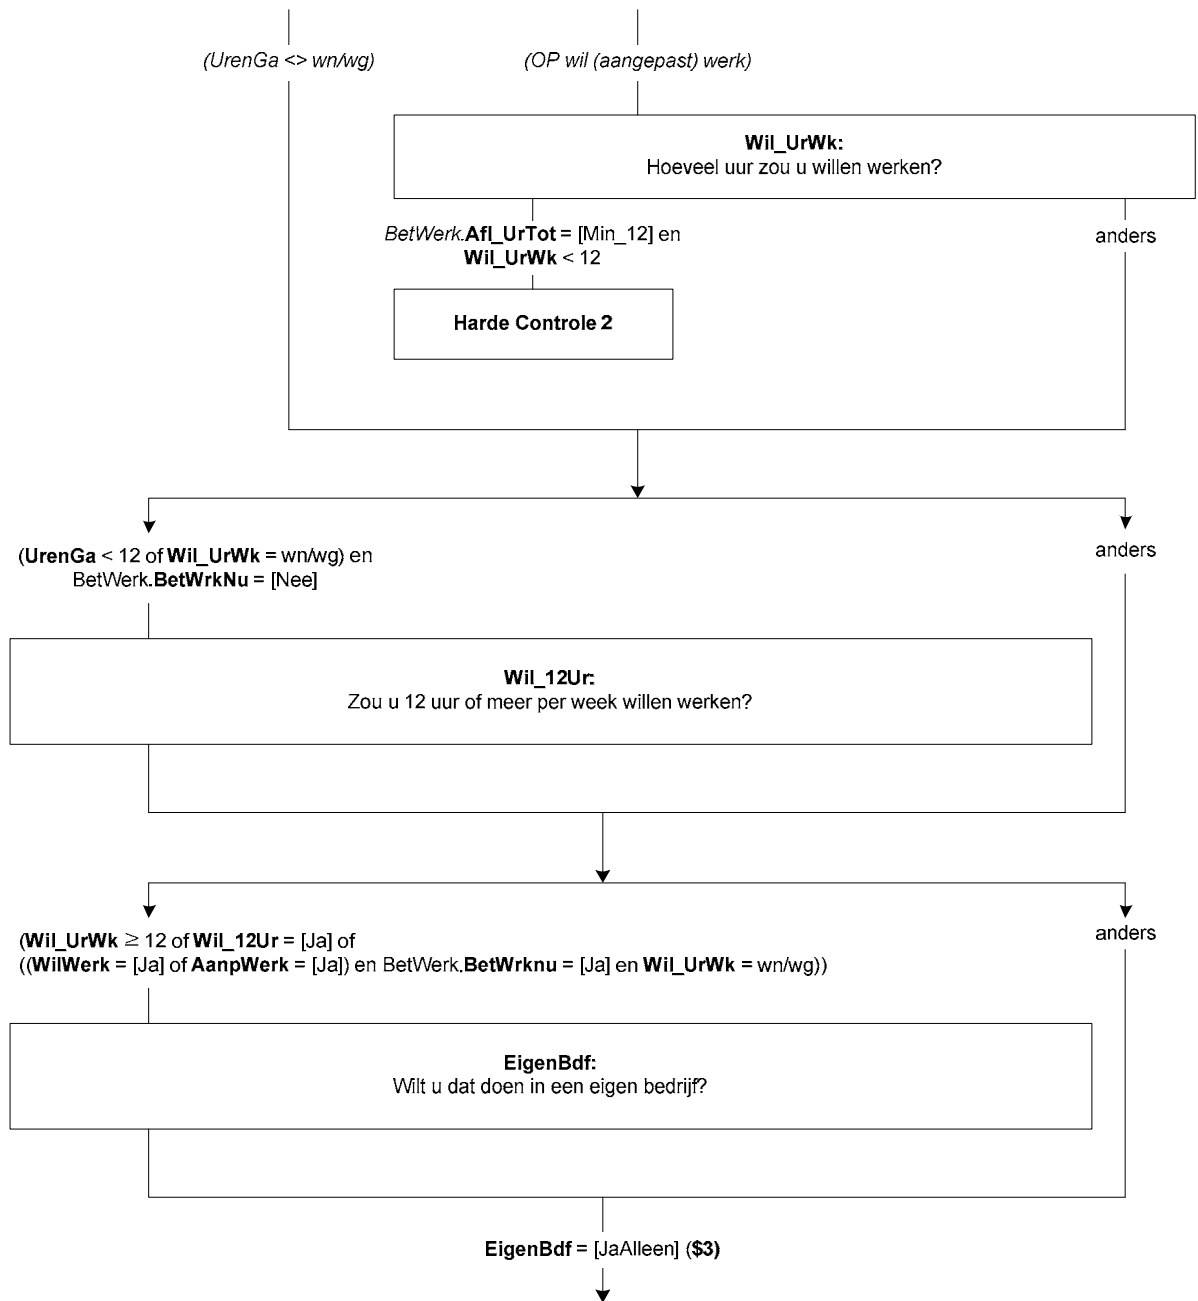 (UrenGa <> wn/wg)
(OP wil (aangepast) werk)
Wil_UrWk:
Hoeveel uur zou u willen werken?
BetWerk.Afl_UrTot = [Min_12] en
Wil_UrWk < 12
anders
Harde Controle 2
(UrenGa < 12 of Wil_UrWk = wn/wg) en
BetWerk.BetWrkNu = [Nee]
anders
Wil_12Ur:
Zou u 12 uur of meer per week willen werken?
(Wil_UrWk ≥ 12 of Wil_12Ur = [Ja] of
((WilWerk = [Ja] of AanpWerk = [Ja]) en BetWerk.BetWrknu = [Ja] en Wil_UrWk = wn/wg))
anders
EigenBdf:
Wilt u dat doen in een eigen bedrijf?
EigenBdf = [JaAlleen] ($3)